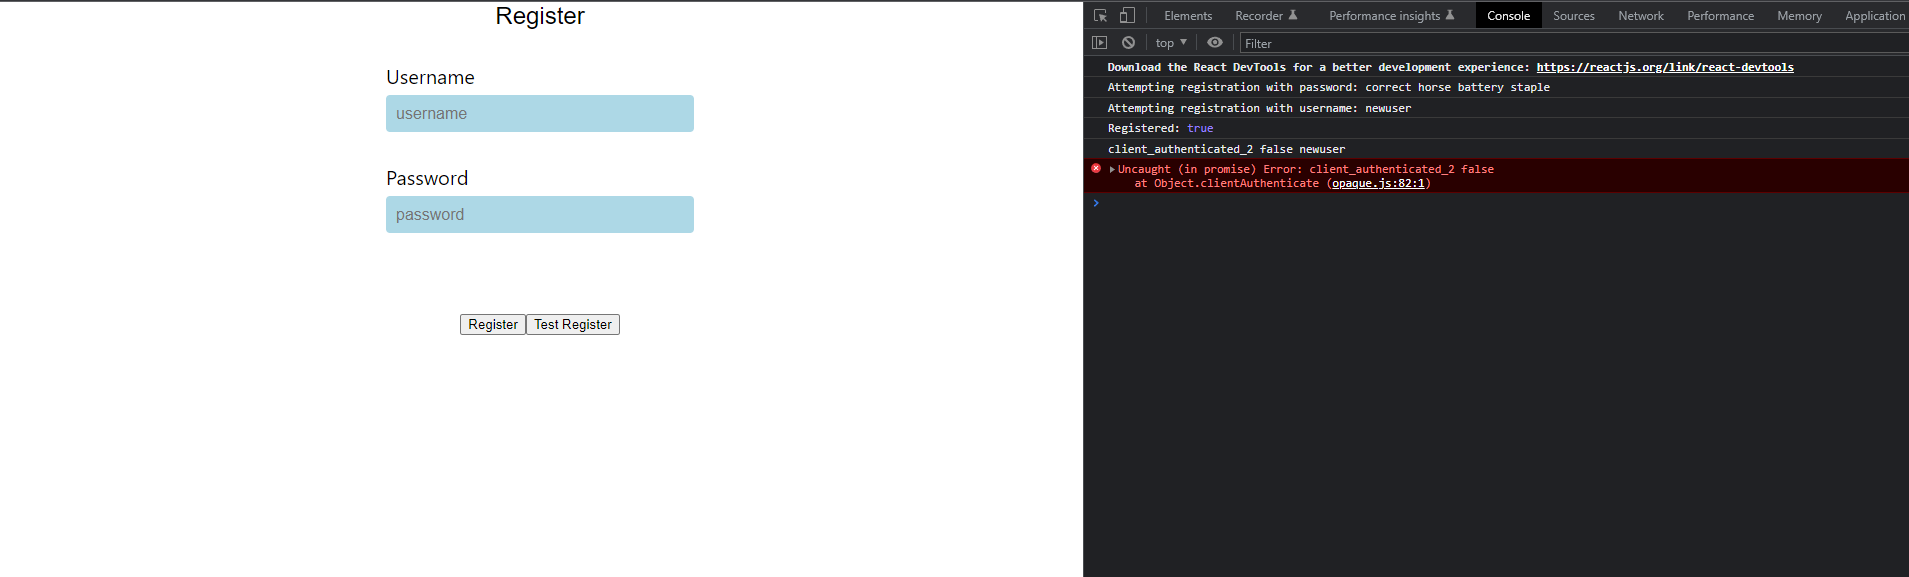 Register
Username
username
Password
password
Register Test Register
Elements Recorder Performance insights Console Sources Network Performance Memory Application
top Filter
Download the React DevTools for a better development experience: https://reactjs.org/link/react-devtools
Attempting registration with password: correct horse battery staple
Attempting registration with username: newuser
Registered: true
client_authenticated_2 false newuser
Uncaught (in promise) Error: client_authenticated_2 false
at Object.clientAuthenticate (opaque.js:82:1)